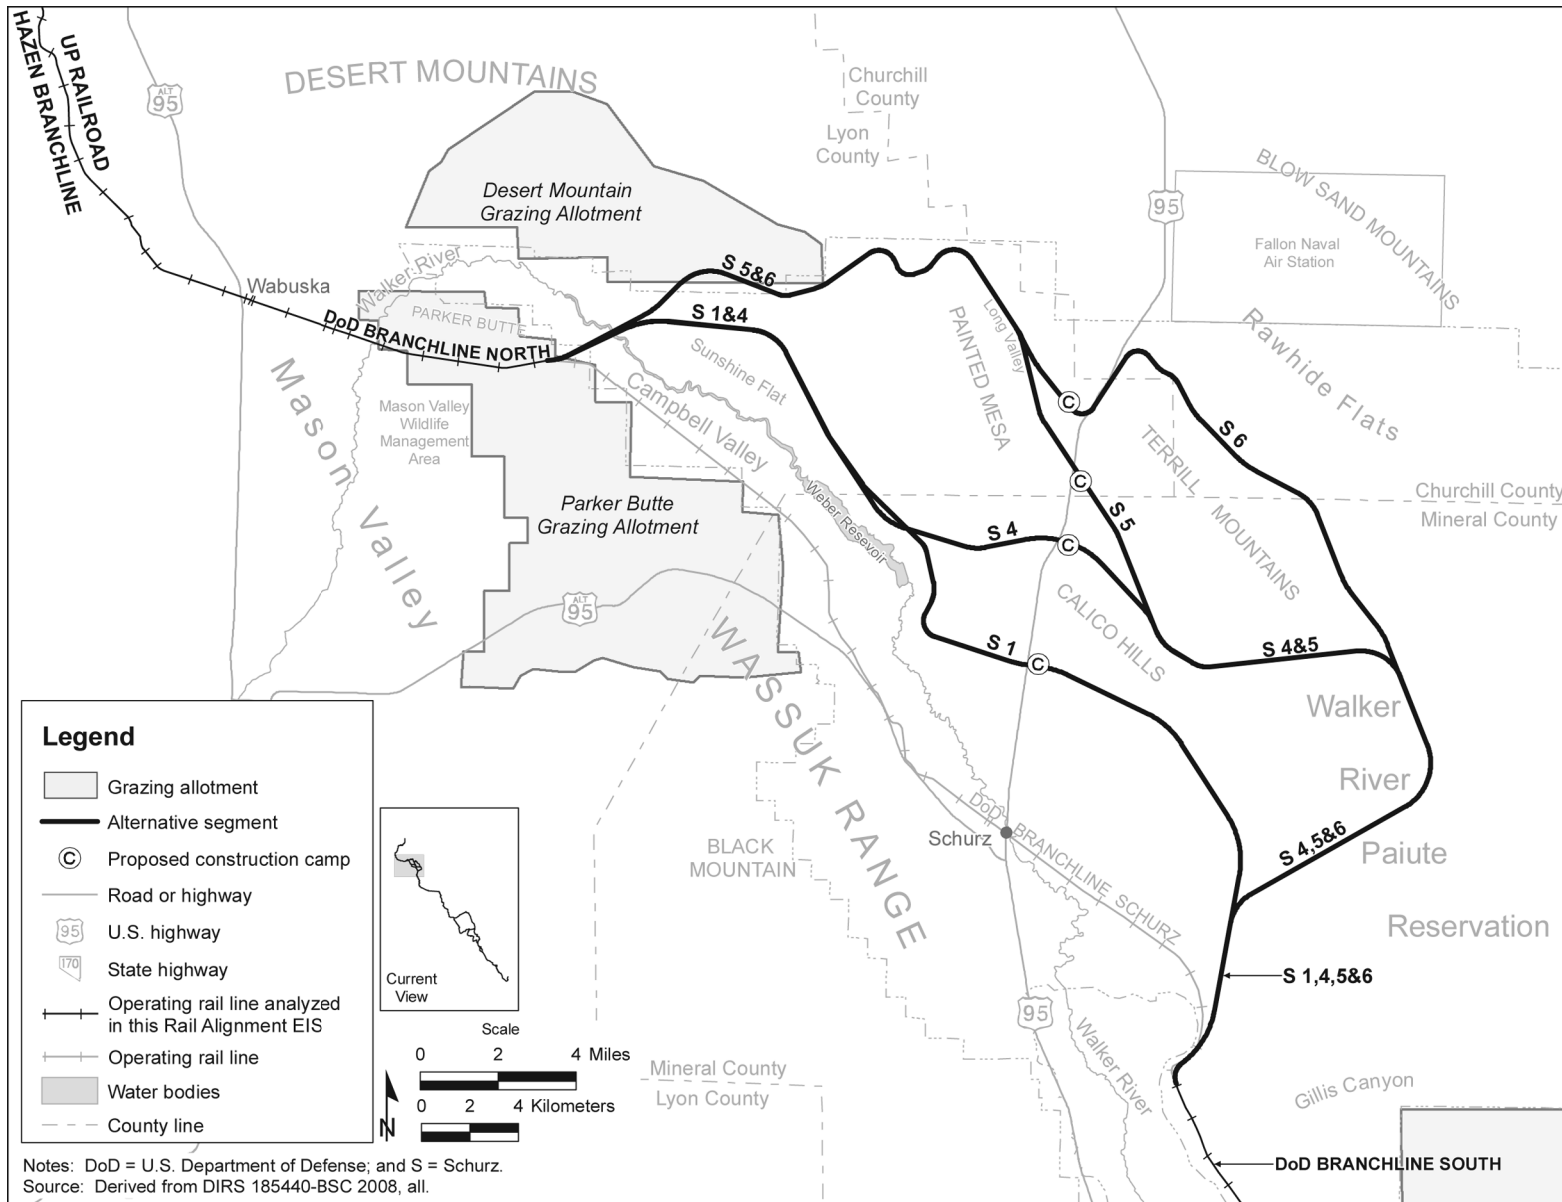 UP RAILROAD
HAZEN BRANCHLINE
ALT
95
DESERT MOUNTAINS
Churchill
County
Lyon
County
BLOW SAND MOUNTAINS
95
Fallon Naval
Air Station
Desert Mountain
Grazing Allotment
Walker River
Wabuska
S 5&6
S 1&4
PARKER BUTTE
DoD BRANCHLINE NORTH
Long Valley
PAINTED MESA
Rawhide Flats
Sunshine Flat
Campbell Valley
Mason Valley
Mason Valley
Wildlife
Management
Area
C
S 6
TERRILL MOUNTAINS
C
S 5
Churchill County
Mineral County
Parker Butte
Grazing Allotment
Weber Resevoir
S 4
C
ALT
95
CALICO HILLS
WASSUK RANGE
S 1
C
S 4&5
Walker
River
Paiute
Reservation
S 4,5&6
Schurz
DoD BRANCHLINE SCHURZ
BLACK
MOUNTAIN
S 1,4,5&6
95
Walker River
Mineral County
Lyon County
Gillis Canyon
DoD BRANCHLINE SOUTH
Legend
Grazing allotment
Alternative segment
C Proposed construction camp
Road or highway
95 U.S. highway
170 State highway
Operating rail line analyzed
in this Rail Alignment EIS
Operating rail line
Water bodies
County line
Current
View
Scale
0 2 4 Miles
0 2 4 Kilometers
N
Notes: DoD = U.S. Department of Defense; and S = Schurz.
Source: Derived from DIRS 185440-BSC 2008, all.